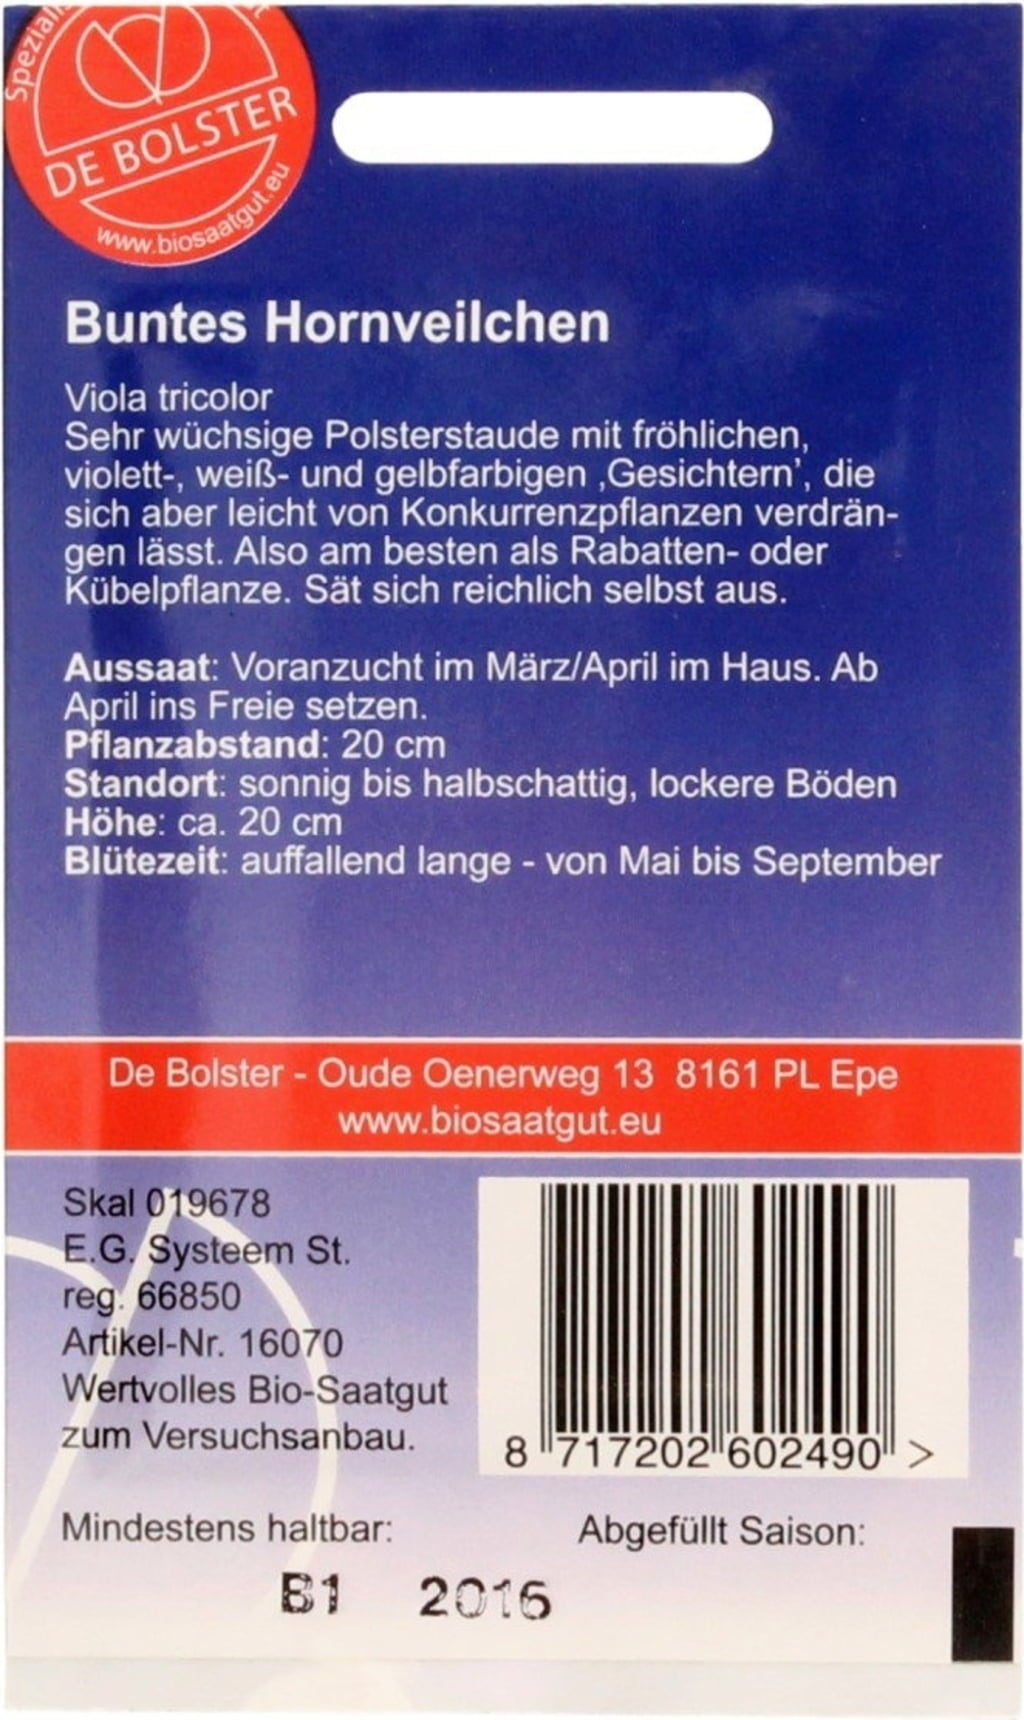 DE BOLSTER
www.biosaatgut.eu
Buntes Hornveilchen
Viola tricolor
Sehr wüchsige Polsterstaude mit fröhlichen,
violett-, weiß- und gelbfarbigen ‚Gesichtern’, die
sich aber leicht von Konkurrenzpflanzen verdrän-
gen lässt. Also am besten als Rabatten- oder
Kübelpflanze. Sät sich reichlich selbst aus.
Aussaat: Voranzucht im März/April im Haus. Ab
April ins Freie setzen.
Pflanzabstand: 20 cm
Standort: sonnig bis halbschattig, lockere Böden
Höhe: ca. 20 cm
Blütezeit: auffallend lange - von Mai bis September
De Bolster - Oude Oenerweg 13 8161 PL Epe
www.biosaatgut.eu
Skal 019678
E.G. Systeem St.
reg. 66850
Artikel-Nr. 16070
Wertvolles Bio-Saatgut
zum Versuchsanbau.
8 717202 602490 >
Mindestens haltbar:
Abgefüllt Saison:
2016